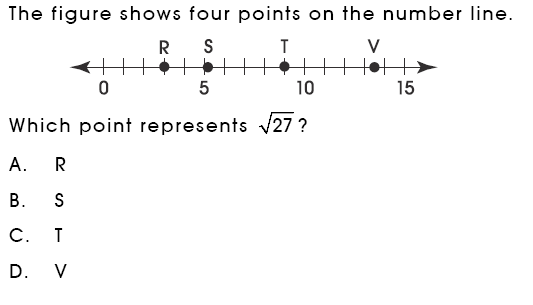 The figure shows four points on the number line.
R S T V
0 5 10 15
Which point represents √27 ?
A. R
B. S
C. T
D. V